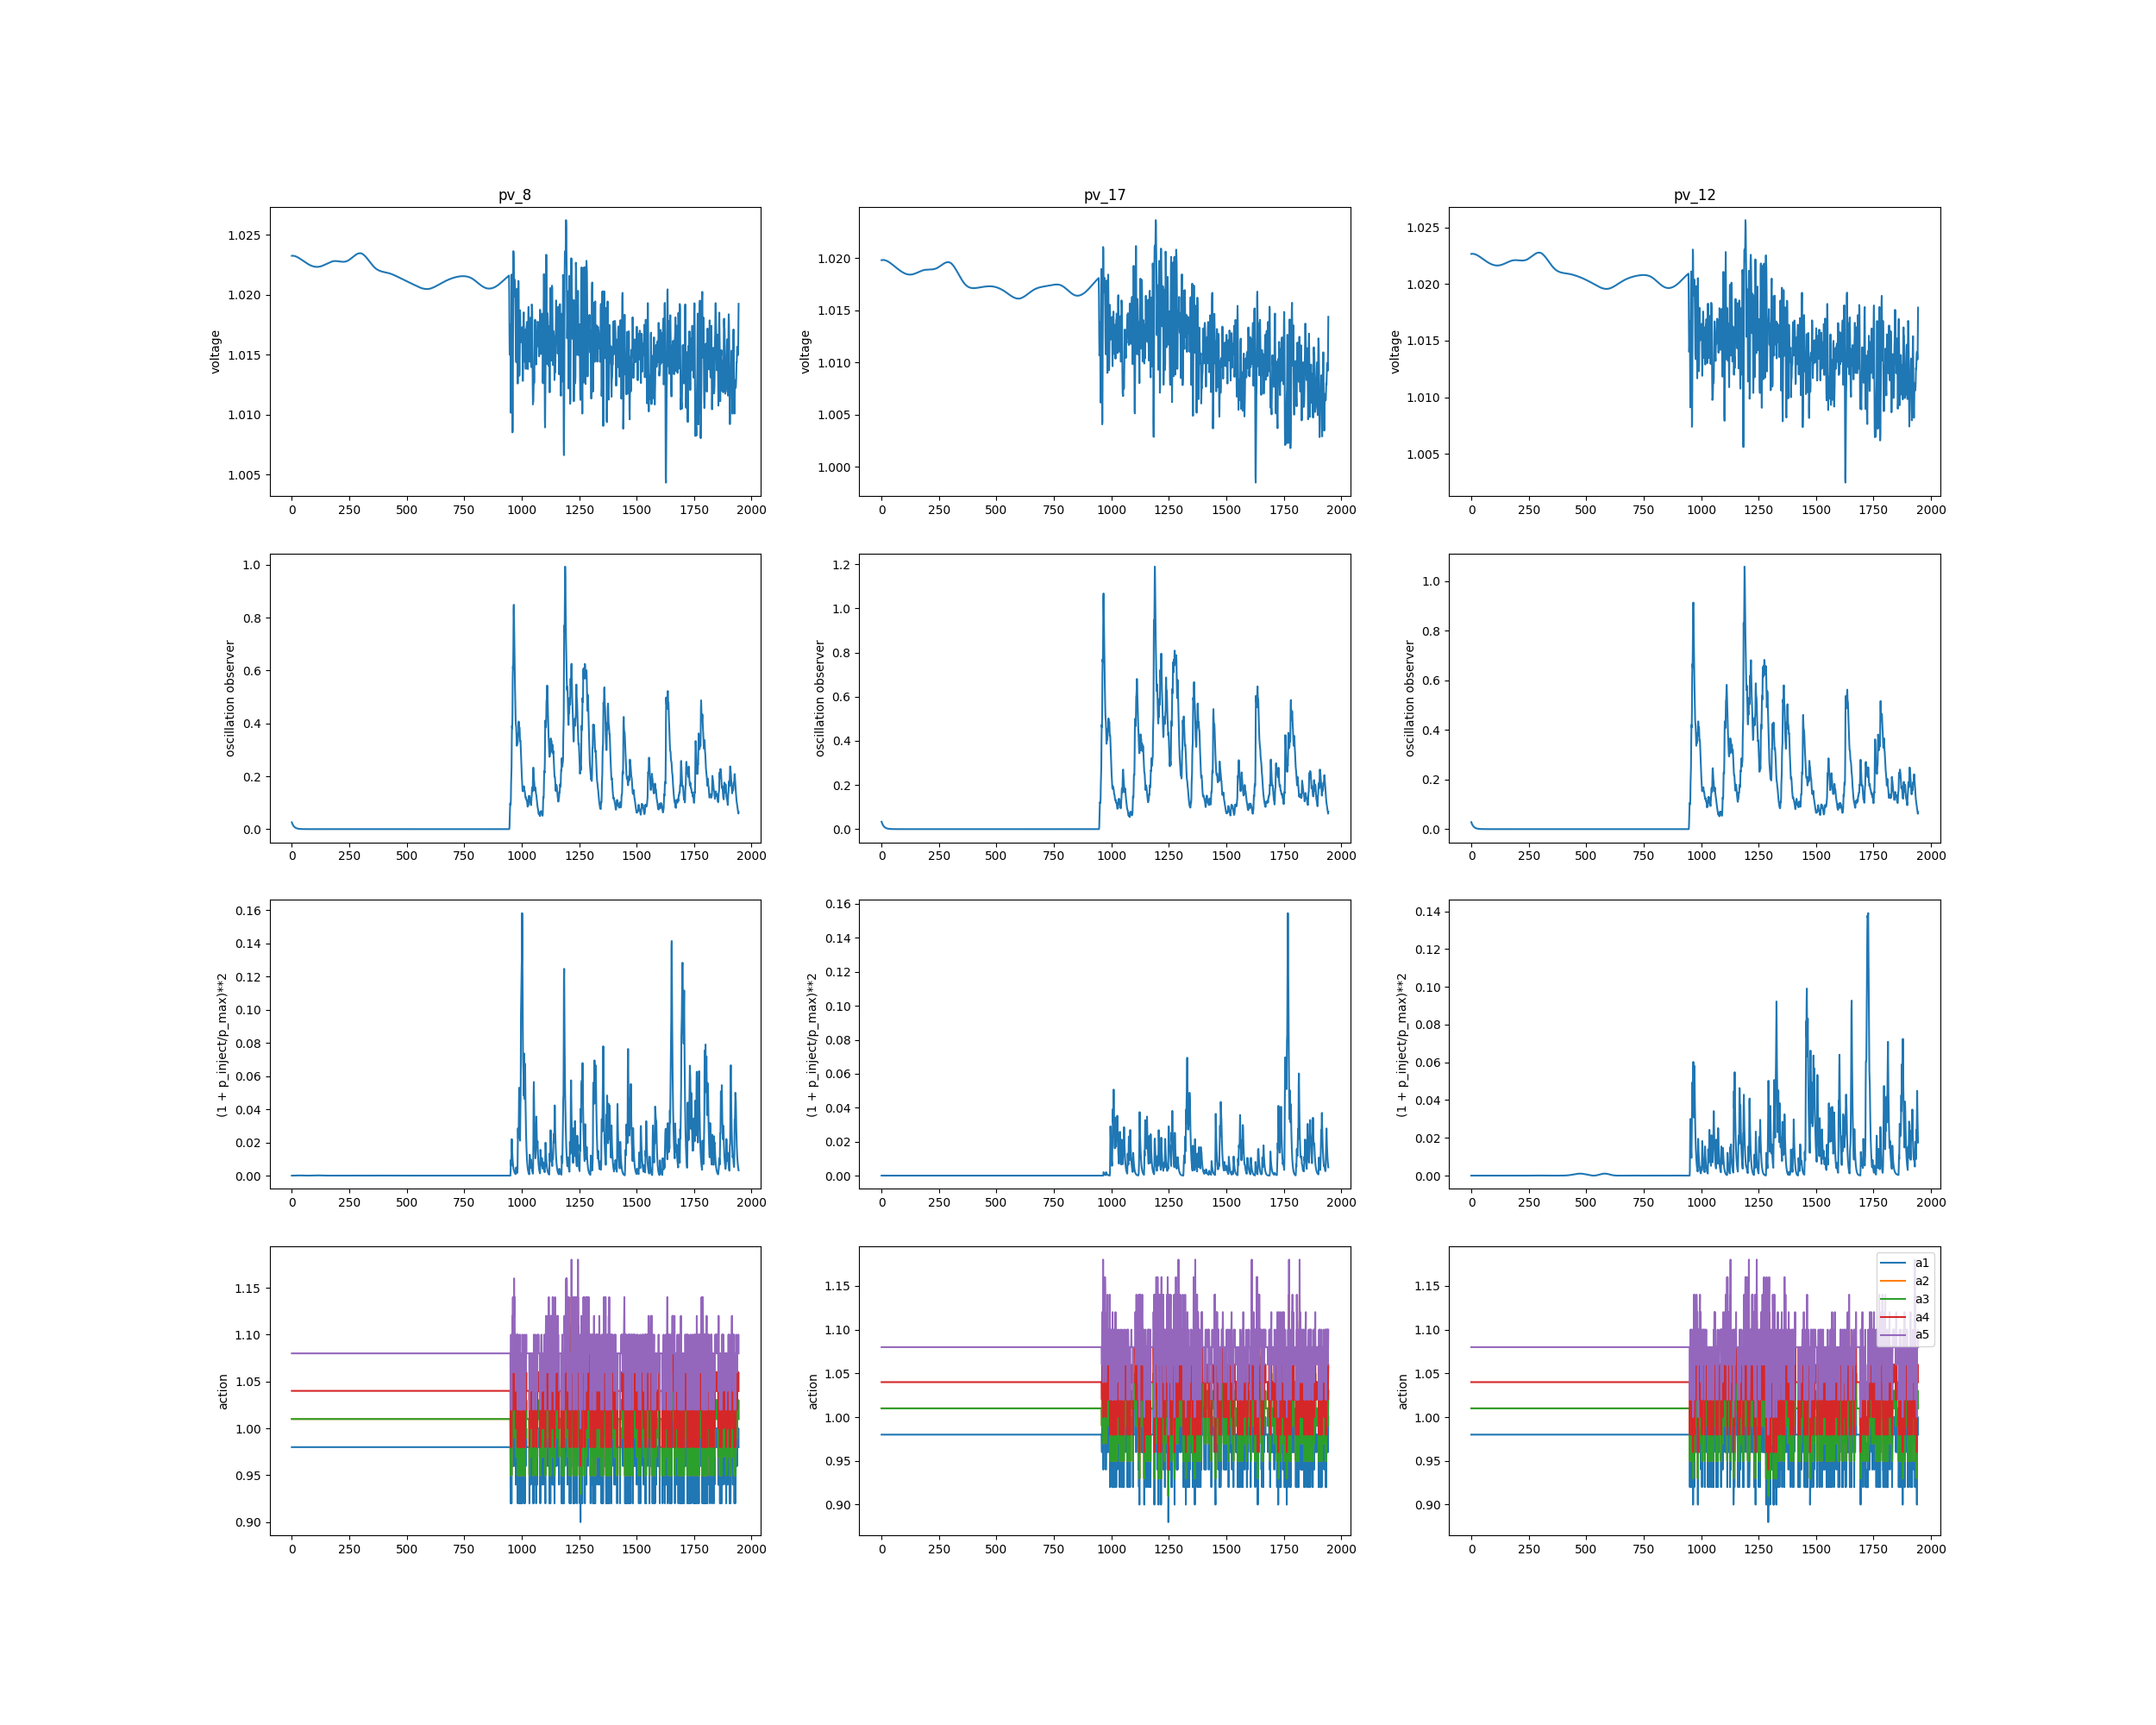 pv_8 pv_17 pv_12
voltage
1.025
1.020
1.015
1.010
1.005
0 250 500 750 1000 1250 1500 1750 2000
voltage
1.020
1.015
1.010
1.005
1.000
0 250 500 750 1000 1250 1500 1750 2000
voltage
1.025
1.020
1.015
1.010
1.005
0 250 500 750 1000 1250 1500 1750 2000
oscillation observer
1.0
0.8
0.6
0.4
0.2
0.0
0 250 500 750 1000 1250 1500 1750 2000
oscillation observer
1.2
1.0
0.8
0.6
0.4
0.2
0.0
0 250 500 750 1000 1250 1500 1750 2000
oscillation observer
1.0
0.8
0.6
0.4
0.2
0.0
0 250 500 750 1000 1250 1500 1750 2000
(1 + p_inject/p_max)**2
0.16
0.14
0.12
0.10
0.08
0.06
0.04
0.02
0.00
0 250 500 750 1000 1250 1500 1750 2000
(1 + p_inject/p_max)**2
0.16
0.14
0.12
0.10
0.08
0.06
0.04
0.02
0.00
0 250 500 750 1000 1250 1500 1750 2000
(1 + p_inject/p_max)**2
0.14
0.12
0.10
0.08
0.06
0.04
0.02
0.00
0 250 500 750 1000 1250 1500 1750 2000
action
1.15
1.10
1.05
1.00
0.95
0.90
0 250 500 750 1000 1250 1500 1750 2000
action
1.15
1.10
1.05
1.00
0.95
0.90
0 250 500 750 1000 1250 1500 1750 2000
action
1.15
1.10
1.05
1.00
0.95
0.90
0 250 500 750 1000 1250 1500 1750 2000
a1
a2
a3
a4
a5